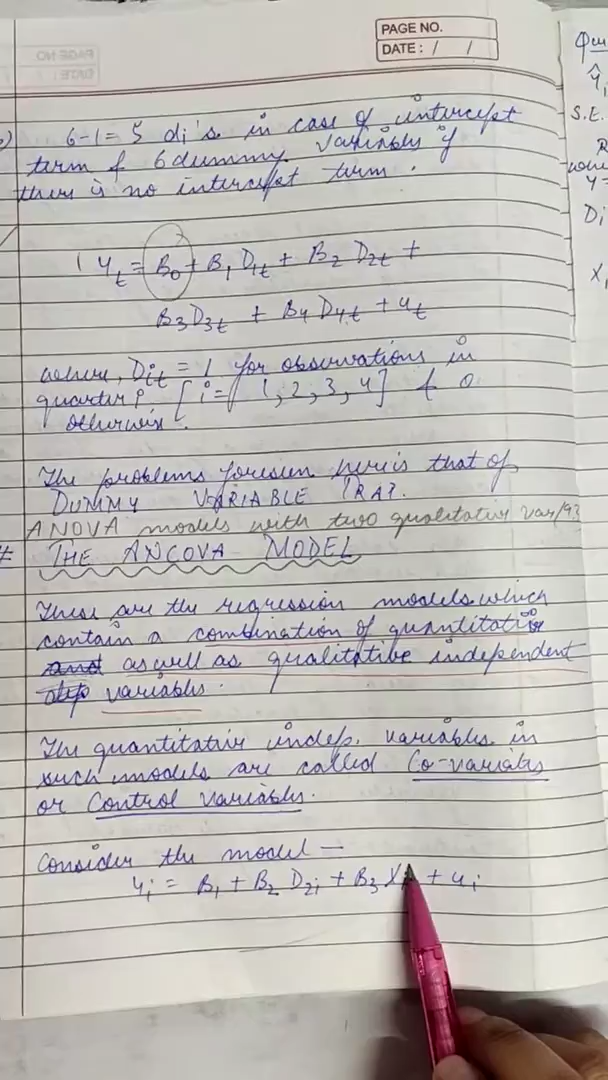 PAGE NO.
DATE: / /
6-1= 5 di's in case of intercept
term & 6 dummy variables if
there is no intercept term.
Yt = B0 + B1 D1t + B2 D2t +
B3 D3t + B4 D4t + ut
where, Dit = 1 for observations in
quarter i [i= 1, 2, 3, 4] & 0
otherwise.
The problems foreseen here is that of
DUMMY VARIABLE TRAP.
ANOVA models with two qualitative var/93
# THE ANCOVA MODEL
These are the regression models which
contain a combination of quantitative
and as well as qualitative independent
variables.
The quantitative indep. variables in
such models are called Co-variates
or Control variables.
Consider the model —
Yi = B1 + B2 D2i + B3 X + ui
Ŷi
S.E.
R
Y=
Di